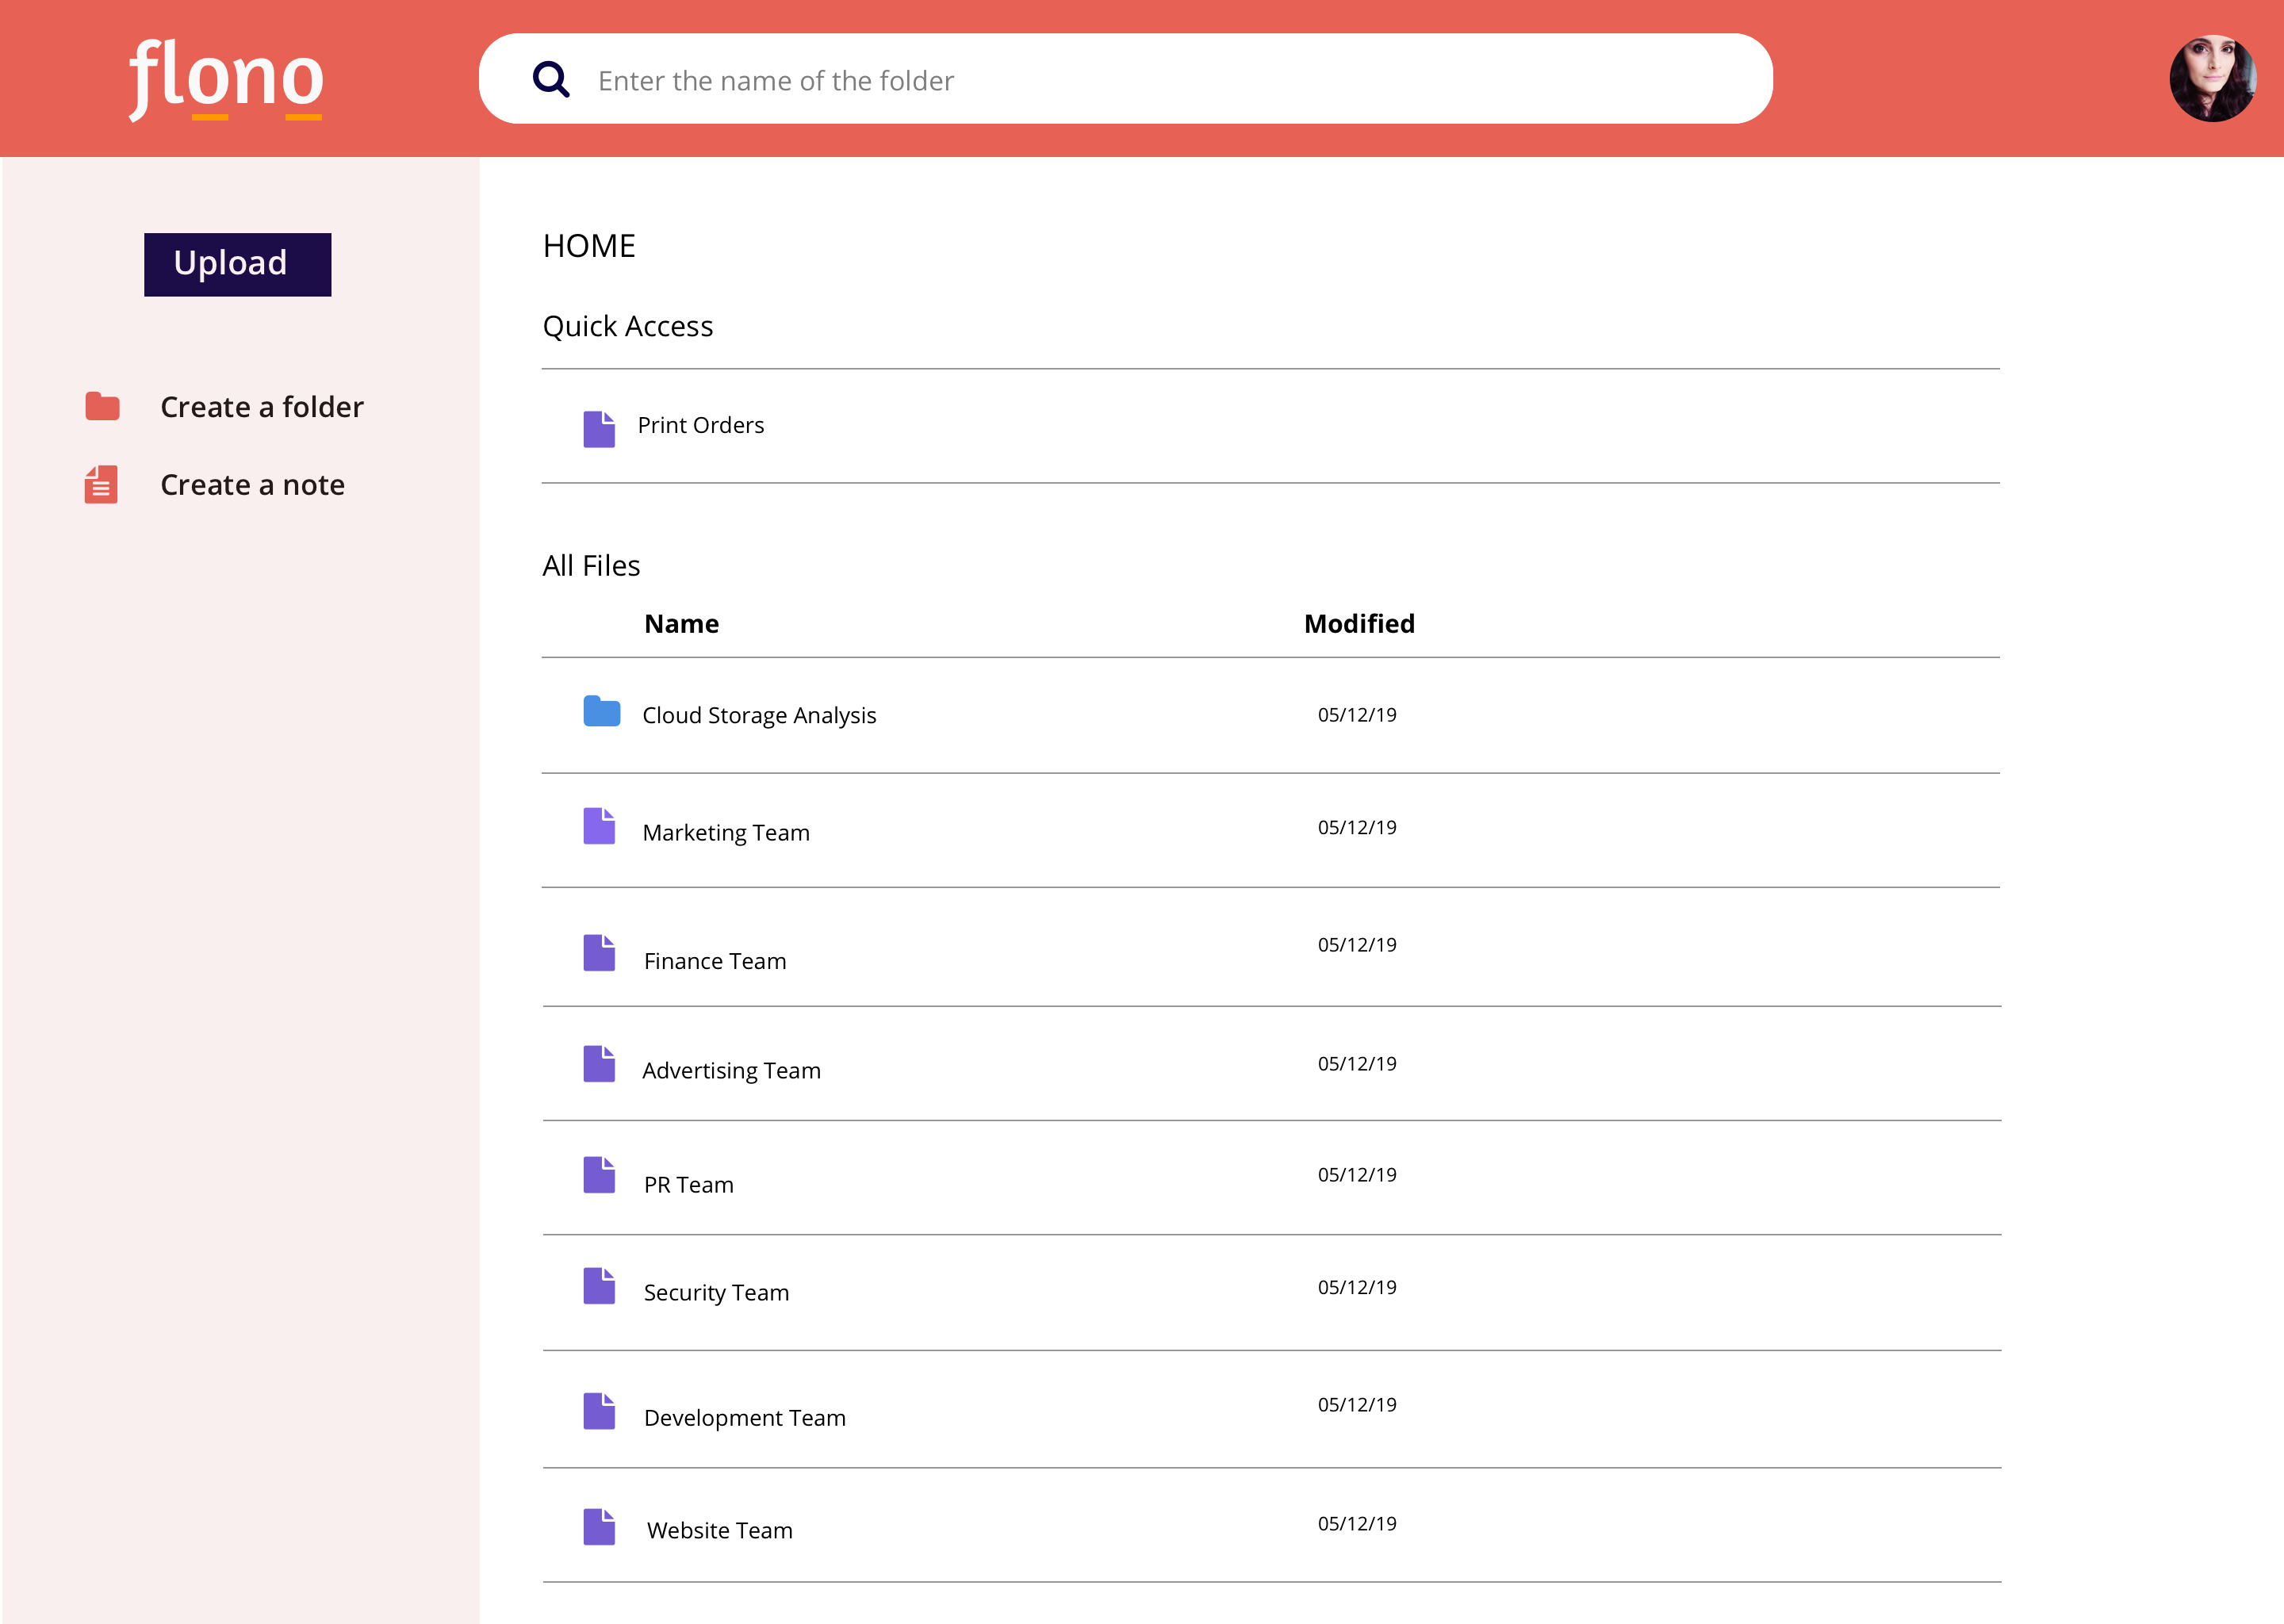 flono
Enter the name of the folder
Upload
Create a folder
Create a note
HOME
Quick Access
Print Orders
All Files
Name Modified
Cloud Storage Analysis 05/12/19
Marketing Team 05/12/19
Finance Team 05/12/19
Advertising Team 05/12/19
PR Team 05/12/19
Security Team 05/12/19
Development Team 05/12/19
Website Team 05/12/19